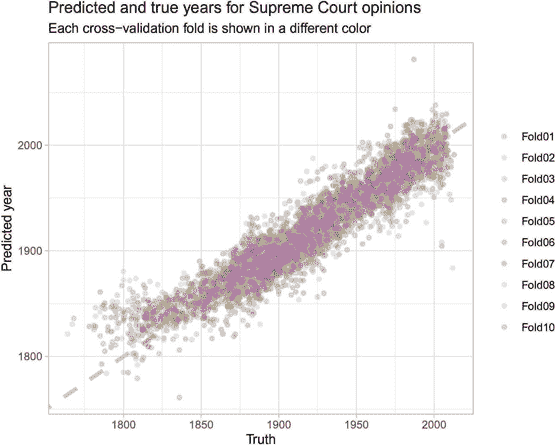 Predicted and true years for Supreme Court opinions
Each cross-validation fold is shown in a different color
Predicted year
2000
1900
1800
1800
1850
1900
1950
2000
Truth
Fold01
Fold02
Fold03
Fold04
Fold05
Fold06
Fold07
Fold08
Fold09
Fold10